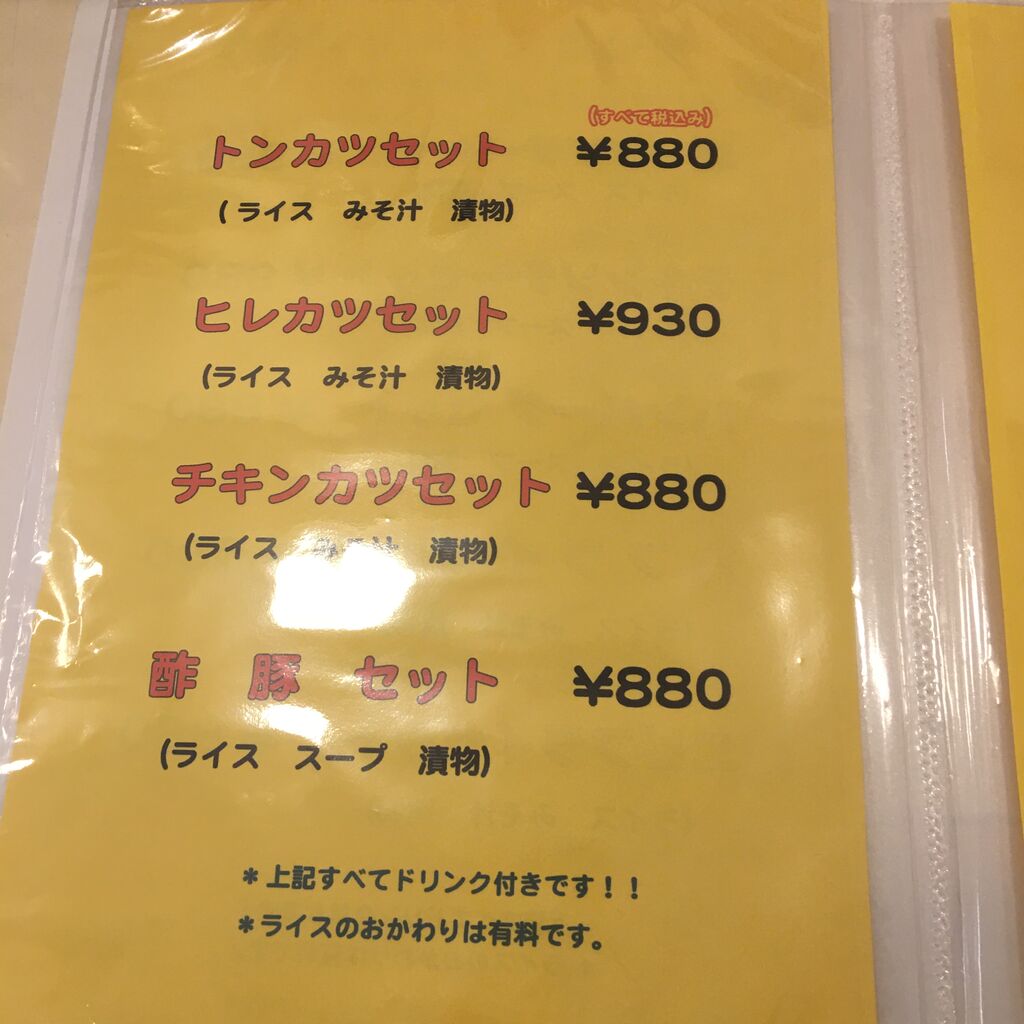 (すべて税込み)
トンカツセット ¥880
(ライス みそ汁 漬物)
ヒレカツセット ¥930
(ライス みそ汁 漬物)
チキンカツセット ¥880
(ライス みそ汁 漬物)
酢 豚 セット ¥880
(ライス スープ 漬物)
*上記すべてドリンク付きです！！
*ライスのおかわりは有料です。